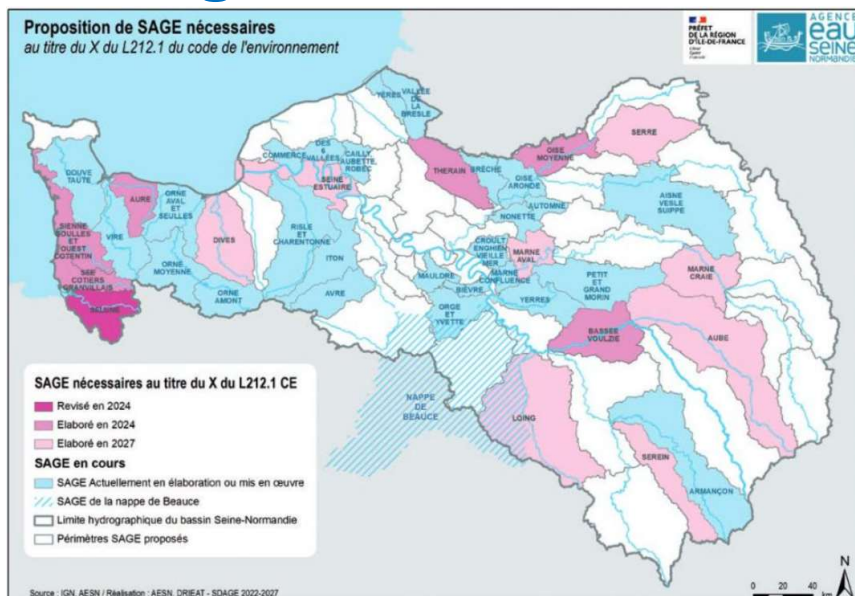 Proposition de SAGE nécessaires
au titre du X du L212.1 du code de l'environnement
PRÉFET
DE LA RÉGION
D'ÎLE-DE-FRANCE
AGENCE
eau
SEINE
NORMANDIE
YÈRES
VALLÉE
DE LA
BRESLE
SERRE
OISE
MOYENNE
COMMERCE
DES
6
VALLÉES
CAILLY,
AUBETTE,
ROBEC
SEINE
ESTUAIRE
THERAIN
BRÈCHE
OISE
ARONDE
AUTOMNE
NONETTE
AISNE
VESLE
SUIPPE
DOUVE
TAUTE
AURE
ORNE
AVAL ET
SEULLES
SIENNE
SOULLES
ET
OUEST
COTENTIN
VIRE
DIVES
RISLE
ET
CHARENTONNE
ITON
SEE
COTIERS
GRANVILLAIS
ORNE
MOYENNE
ORNE
AMONT
AVRE
SELUNE
CROULT
ENGHIEN
VIEILLE
MER
MARNE
AVAL
MAULDRE
BIÈVRE
MARNE
CONFLUENCE
PETIT
ET
GRAND
MORIN
MARNE
CRAIE
ORGE
ET
YVETTE
YERRES
BASSEE
VOULZIE
AUBE
NAPPE
DE
BEAUCE
LOING
SEREIN
ARMANÇON
SAGE nécessaires au titre du X du L212.1 CE
Revisé en 2024
Elaboré en 2024
Elaboré en 2027
SAGE en cours
SAGE Actuellement en élaboration ou mis en œuvre
SAGE de la nappe de Beauce
Limite hydrographique du bassin Seine-Normandie
Périmètres SAGE proposés
Source : IGN, AESN / Réalisation : AESN, DRIEAT - SDAGE 2022-2027
N
0 20 40
km